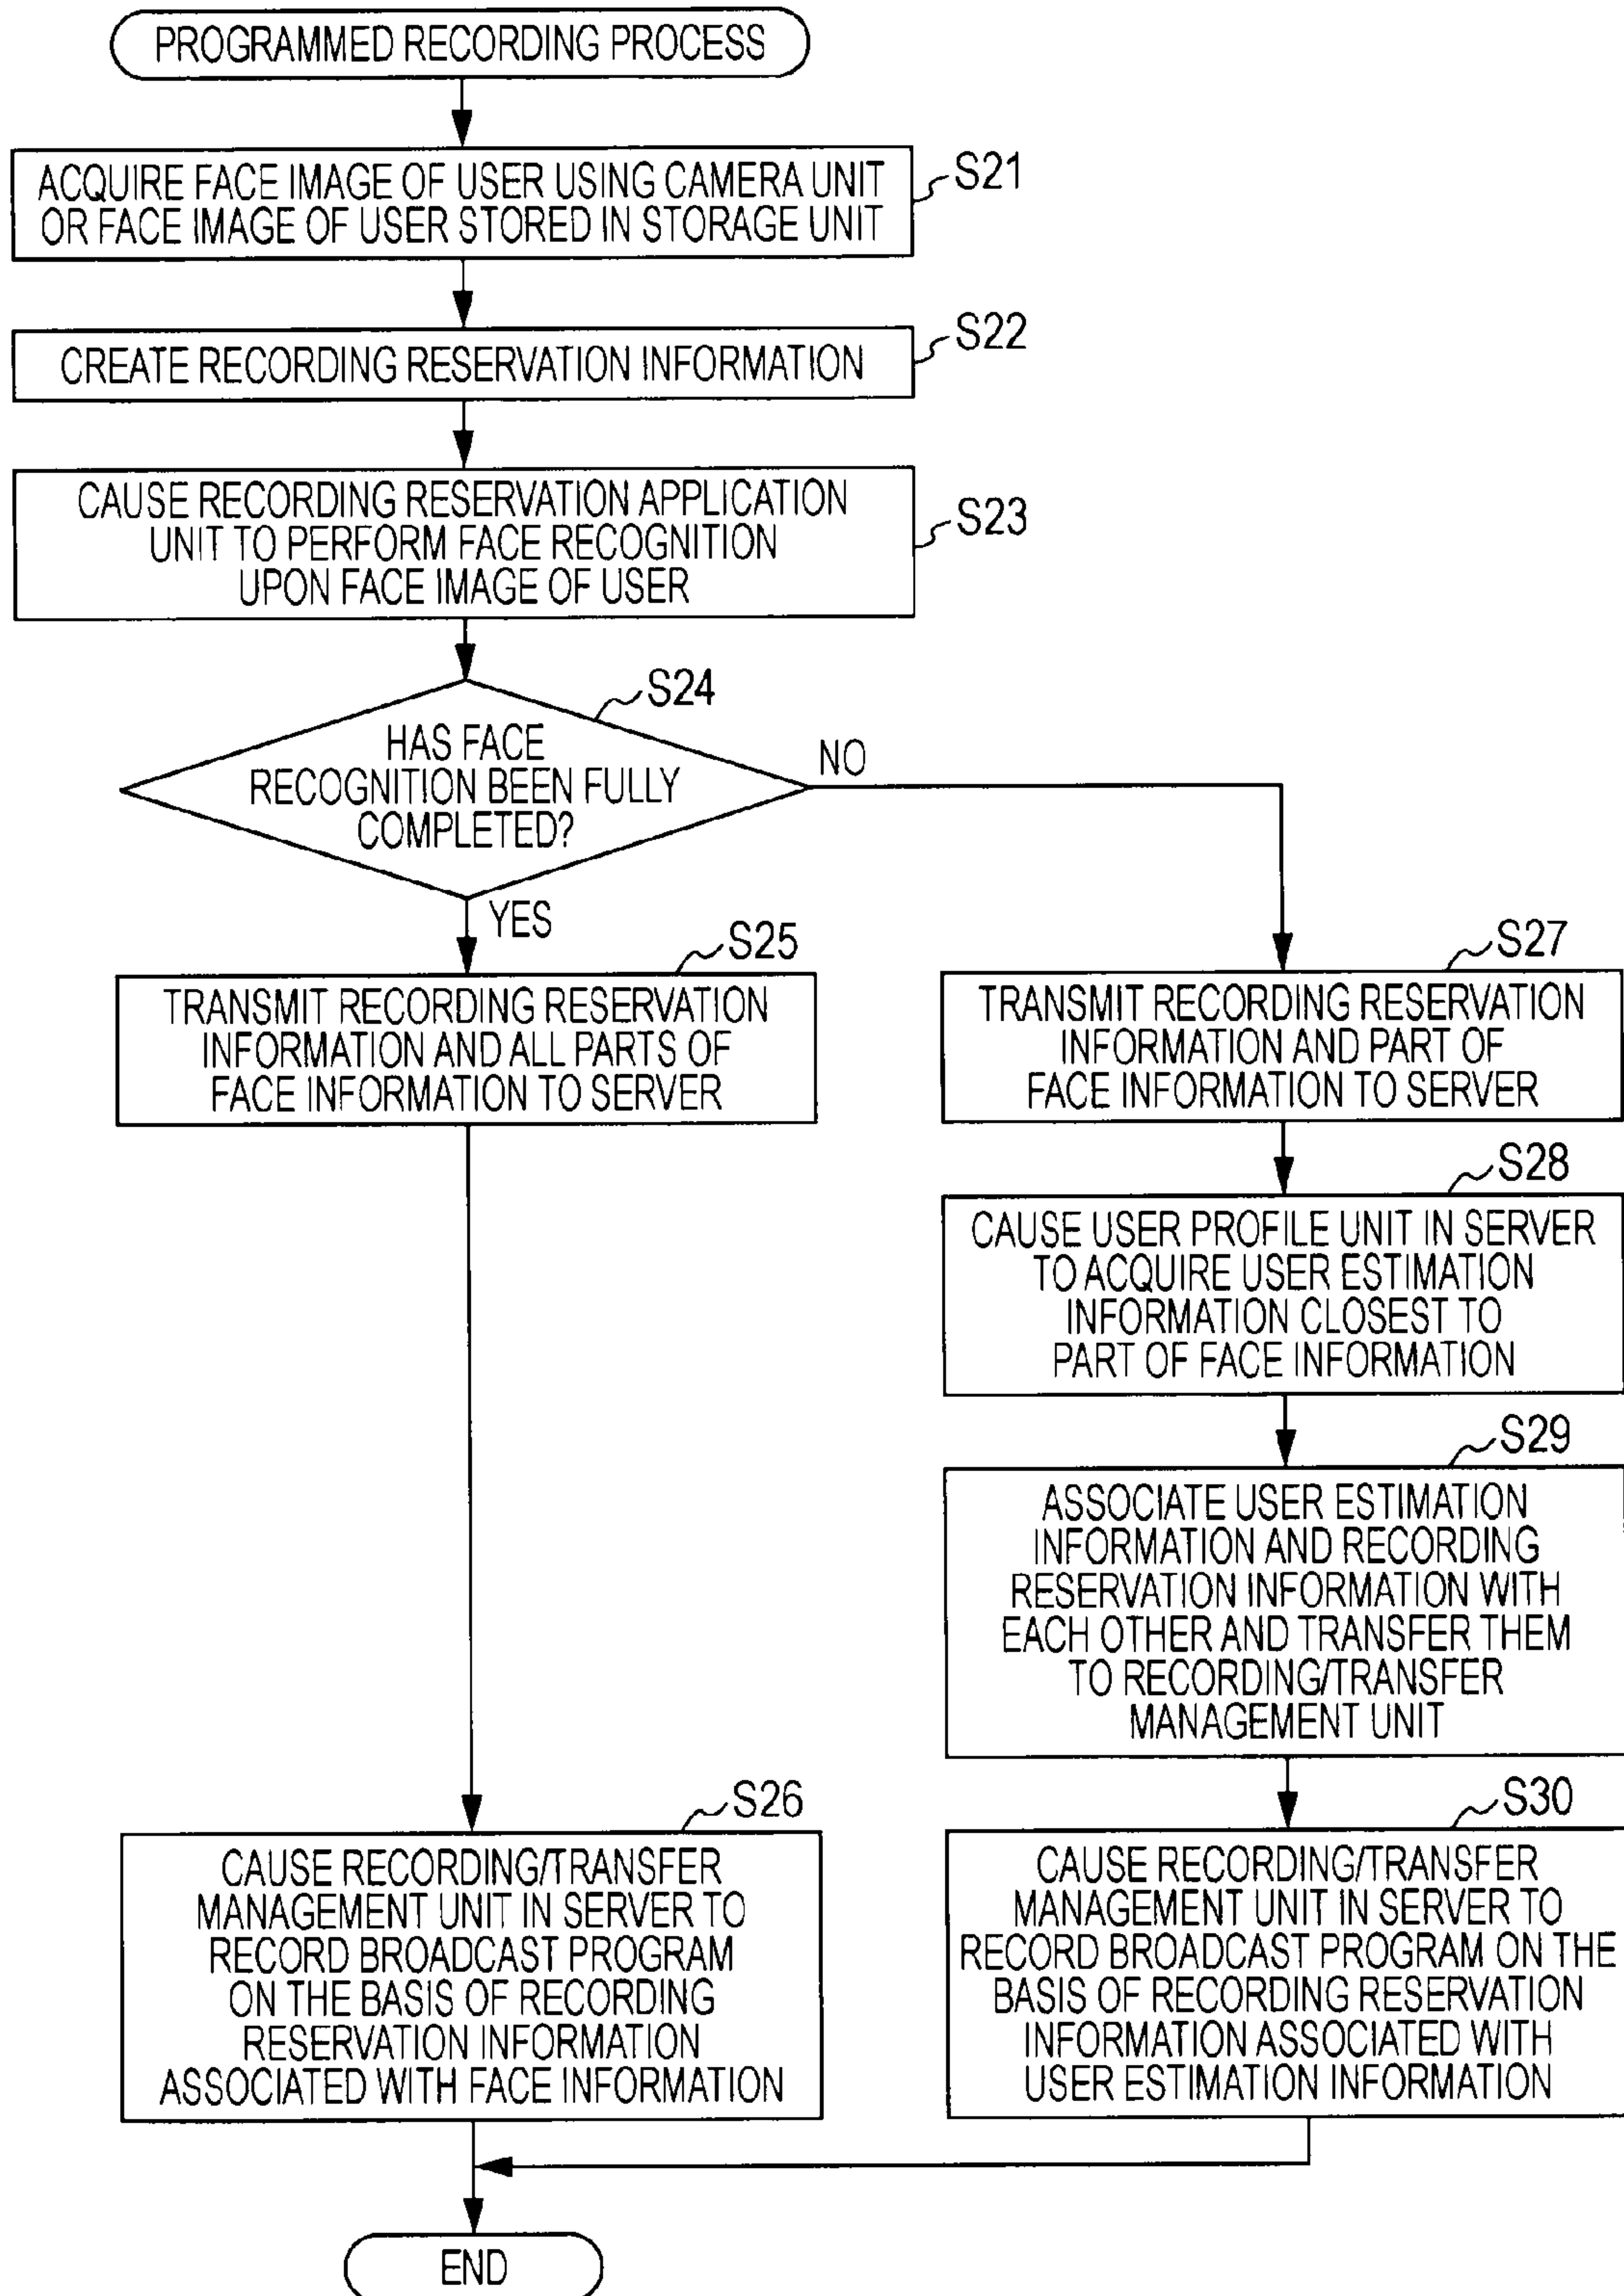 PROGRAMMED RECORDING PROCESS
ACQUIRE FACE IMAGE OF USER USING CAMERA UNIT
OR FACE IMAGE OF USER STORED IN STORAGE UNIT
S21
CREATE RECORDING RESERVATION INFORMATION
S22
CAUSE RECORDING RESERVATION APPLICATION
UNIT TO PERFORM FACE RECOGNITION
UPON FACE IMAGE OF USER
S23
S24
HAS FACE
RECOGNITION BEEN FULLY
COMPLETED?
NO
YES
S25
TRANSMIT RECORDING RESERVATION
INFORMATION AND ALL PARTS OF
FACE INFORMATION TO SERVER
S27
TRANSMIT RECORDING RESERVATION
INFORMATION AND PART OF
FACE INFORMATION TO SERVER
S28
CAUSE USER PROFILE UNIT IN SERVER
TO ACQUIRE USER ESTIMATION
INFORMATION CLOSEST TO
PART OF FACE INFORMATION
S29
ASSOCIATE USER ESTIMATION
INFORMATION AND RECORDING
RESERVATION INFORMATION WITH
EACH OTHER AND TRANSFER THEM
TO RECORDING/TRANSFER
MANAGEMENT UNIT
S26
CAUSE RECORDING/TRANSFER
MANAGEMENT UNIT IN SERVER TO
RECORD BROADCAST PROGRAM
ON THE BASIS OF RECORDING
RESERVATION INFORMATION
ASSOCIATED WITH FACE INFORMATION
S30
CAUSE RECORDING/TRANSFER
MANAGEMENT UNIT IN SERVER TO
RECORD BROADCAST PROGRAM ON THE
BASIS OF RECORDING RESERVATION
INFORMATION ASSOCIATED WITH
USER ESTIMATION INFORMATION
END